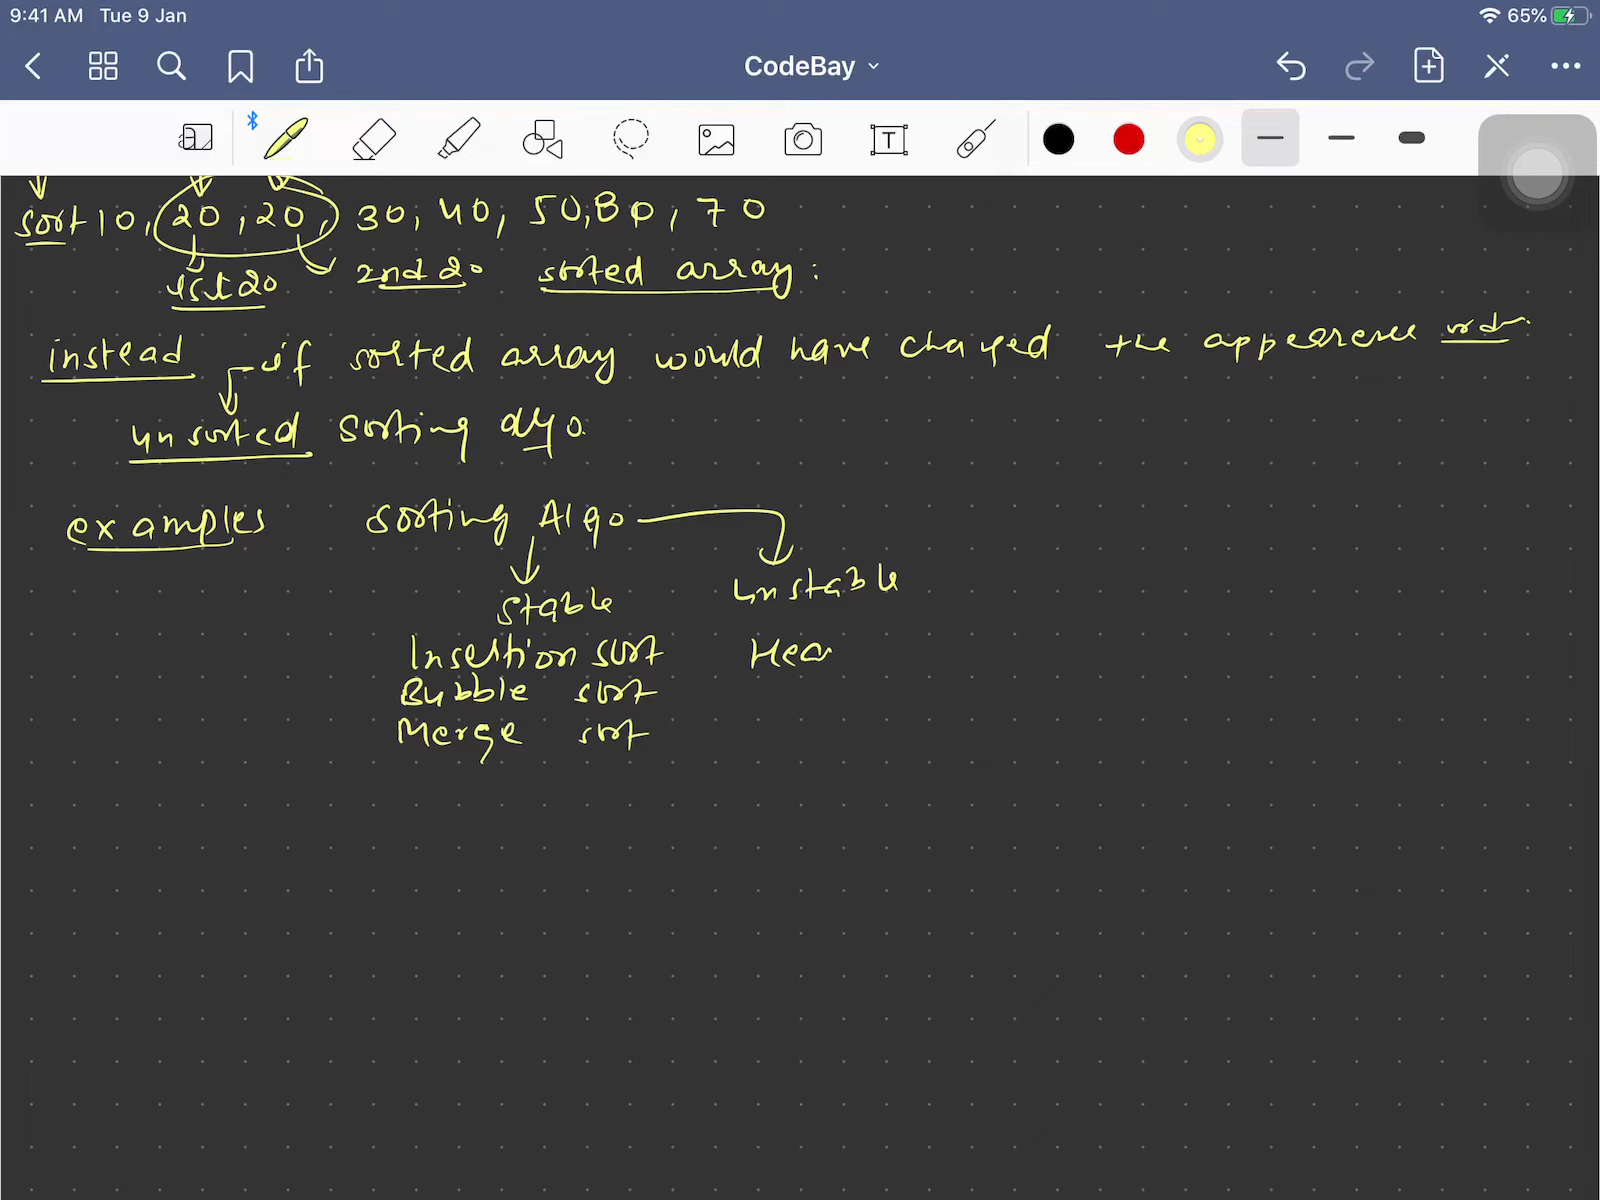 9:41 AM Tue 9 Jan
65%
CodeBay
T
sort 10, 20, 20, 30, 40, 50, 80, 70
1st 20 2nd 20 sorted array :
instead if sorted array would have changed the appearence order
unsorted sorting algo.
examples sorting Algo
stable unstable
Insertion sort Hea
Bubble sort
Merge sort